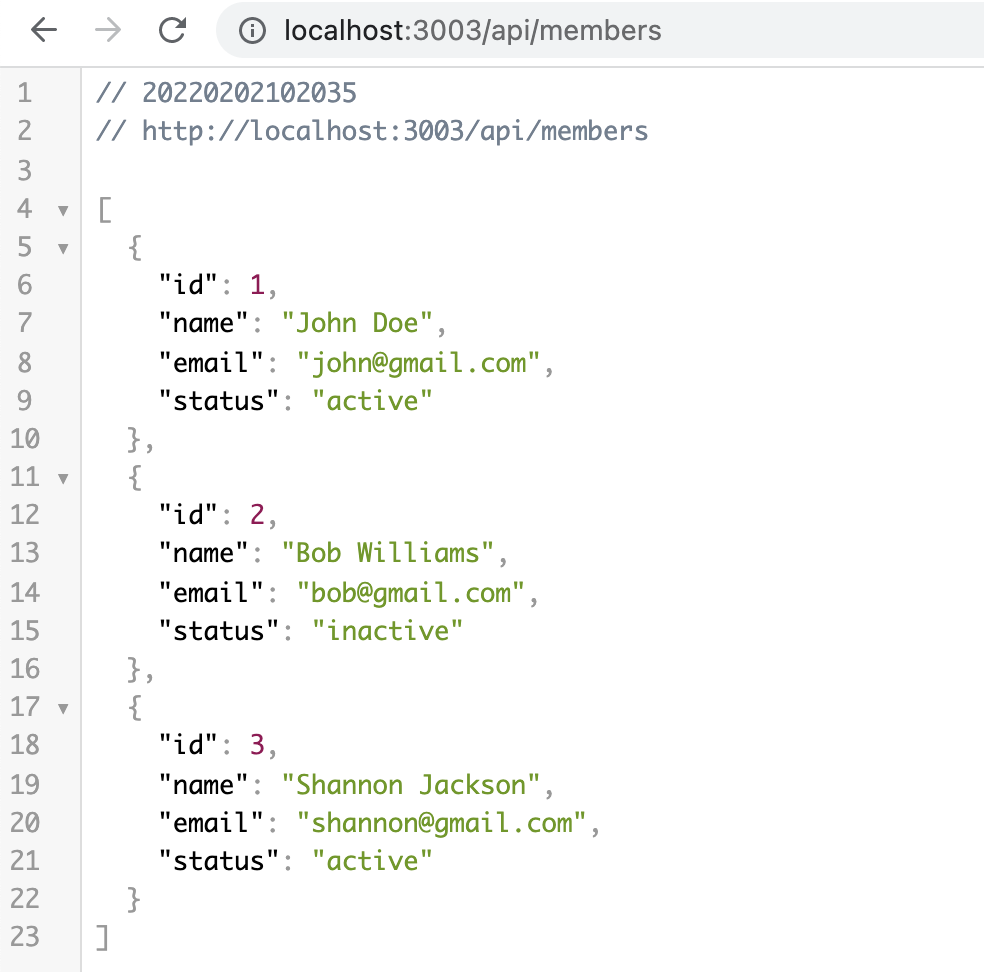 localhost:3003/api/members
1 // 20220202102035
2 // http://localhost:3003/api/members
3
4 [
5 {
6 "id": 1,
7 "name": "John Doe",
8 "email": "john@gmail.com",
9 "status": "active"
10 },
11 {
12 "id": 2,
13 "name": "Bob Williams",
14 "email": "bob@gmail.com",
15 "status": "inactive"
16 },
17 {
18 "id": 3,
19 "name": "Shannon Jackson",
20 "email": "shannon@gmail.com",
21 "status": "active"
22 }
23 ]